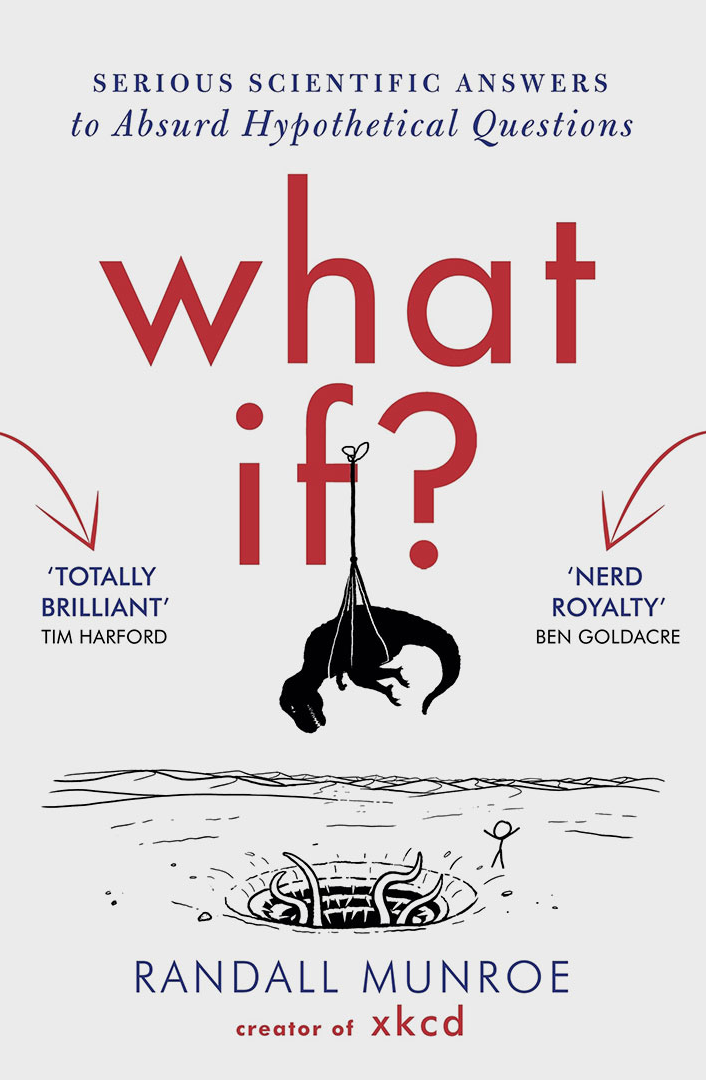 SERIOUS SCIENTIFIC ANSWERS
to Absurd Hypothetical Questions
what
if?
‘TOTALLY
BRILLIANT’
TIM HARFORD
‘NERD
ROYALTY’
BEN GOLDACRE
RANDALL MUNROE
creator of xkcd